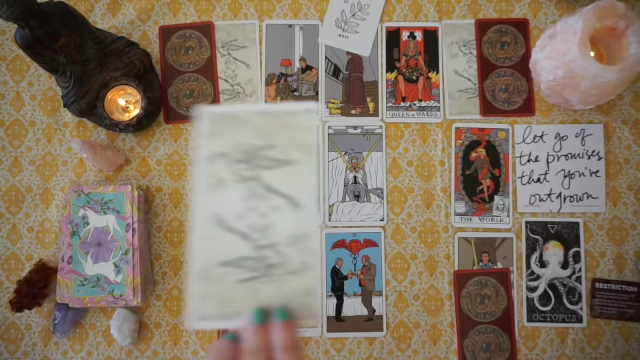 QUEEN of WANDS
THE WORLD
let go of
the promises
that you've
outgrown
OCTOPUS
RESTRICTION